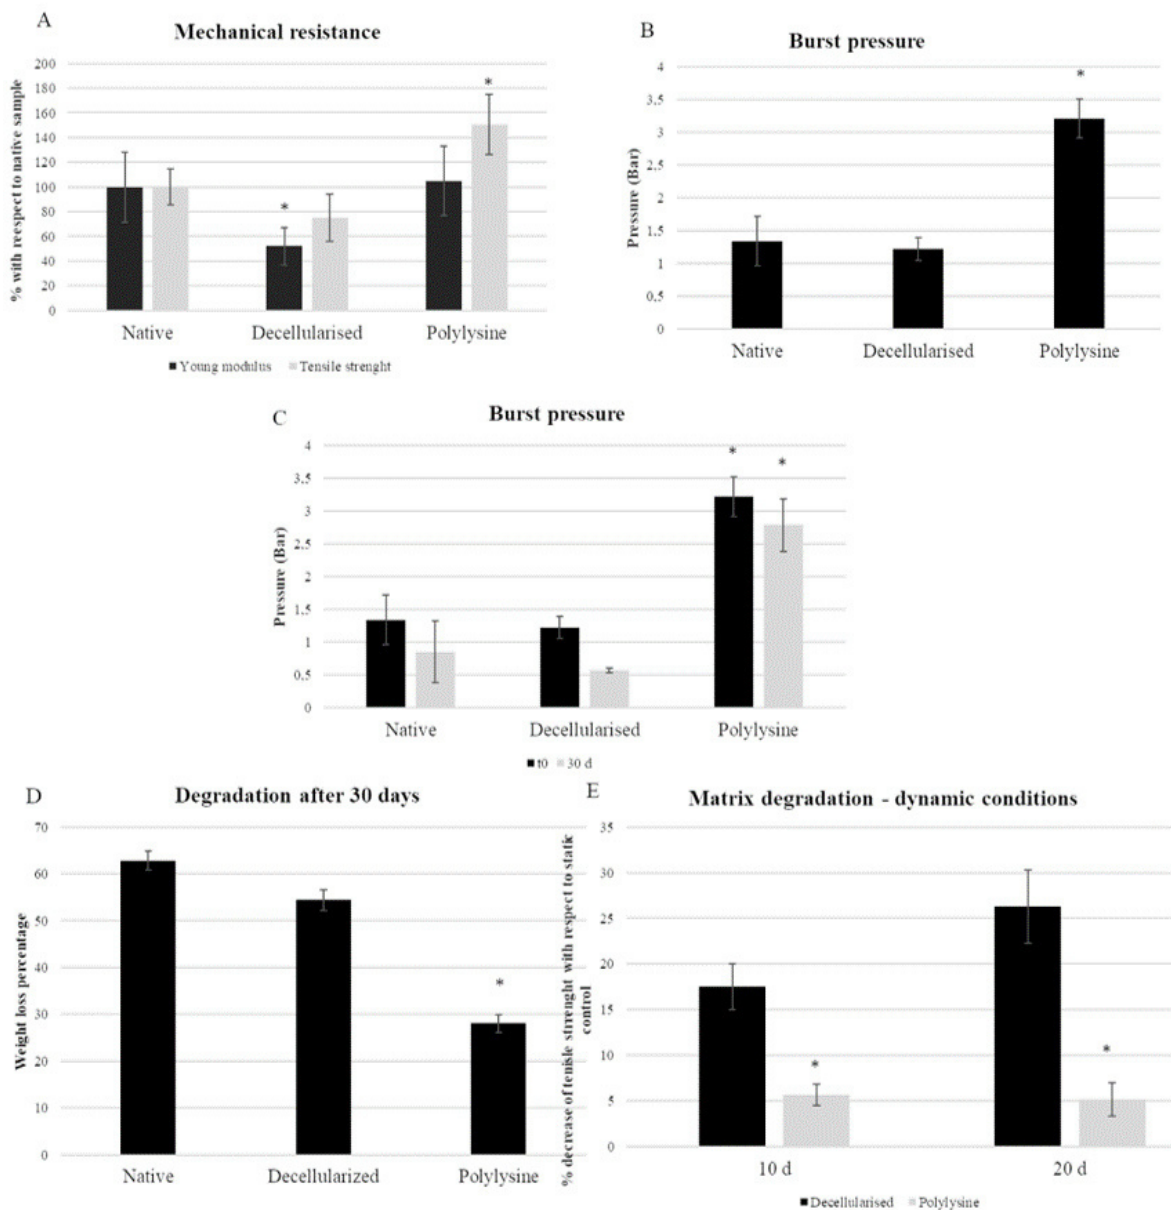 A
Mechanical resistance
% with reespect to native sample
200
180
160
140
120
100
80
60
40
20
0
*
*
Native
Decellularised
Polylysine
Young modulus
Tensile strenght
B
Burst pressure
Pressure (Bar)
4
3.5
3
2.5
2
1.5
1
0.5
0
*
Native
Decellularised
Polylysine
C
Burst pressure
Pressure (Bar)
4
3.5
3
2.5
2
1.5
1
0.5
0
*
*
Native
Decellularised
Polylysine
t0
30 d
D
Degradation after 30 days
Weight loss percentage
70
60
50
40
30
20
10
0
*
Native
Decellularized
Polylysine
E
Matrix degradation - dynamic conditions
% decrease of tenisle strrenght with respect to static
control
35
30
25
20
15
10
5
0
*
*
10 d
20 d
Decellularised
Polylysine